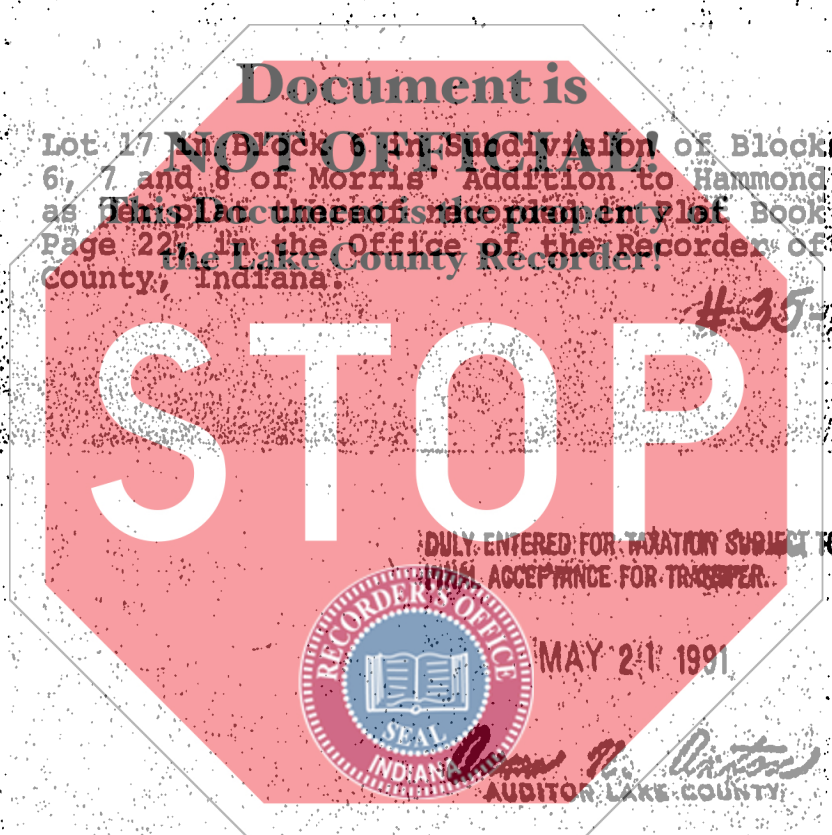 Document is
NOT OFFICIAL!
This Document is the property of
the Lake County Recorder!
Lot 17 in Block 6 in Subdivision of Block
6, 7 and 8 of Morris' Addition to Hammond
as per plat thereof recorded in Plat Book
Page 22, in the Office of the Recorder of
County, Indiana.
#35-
STOP
DULY ENTERED FOR TAXATION SUBJECT TO
FINAL ACCEPTANCE FOR TRANSFER.
MAY 21 1991
RECORDER'S OFFICE
SEAL
INDIANA
AUDITOR LAKE COUNTY